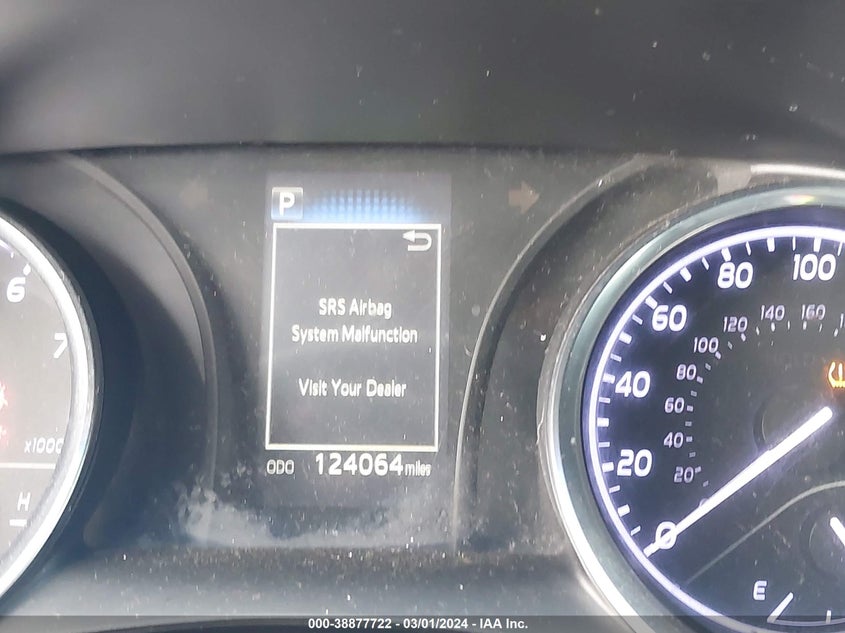 P
SRS Airbag
System Malfunction
Visit Your Dealer
ODO 124064 miles
6
7
x1000
H
100
80
60
40
20
0
160
140
120
100
80
60
40
20
E
000-38877722 - 03/01/2024 - IAA Inc.